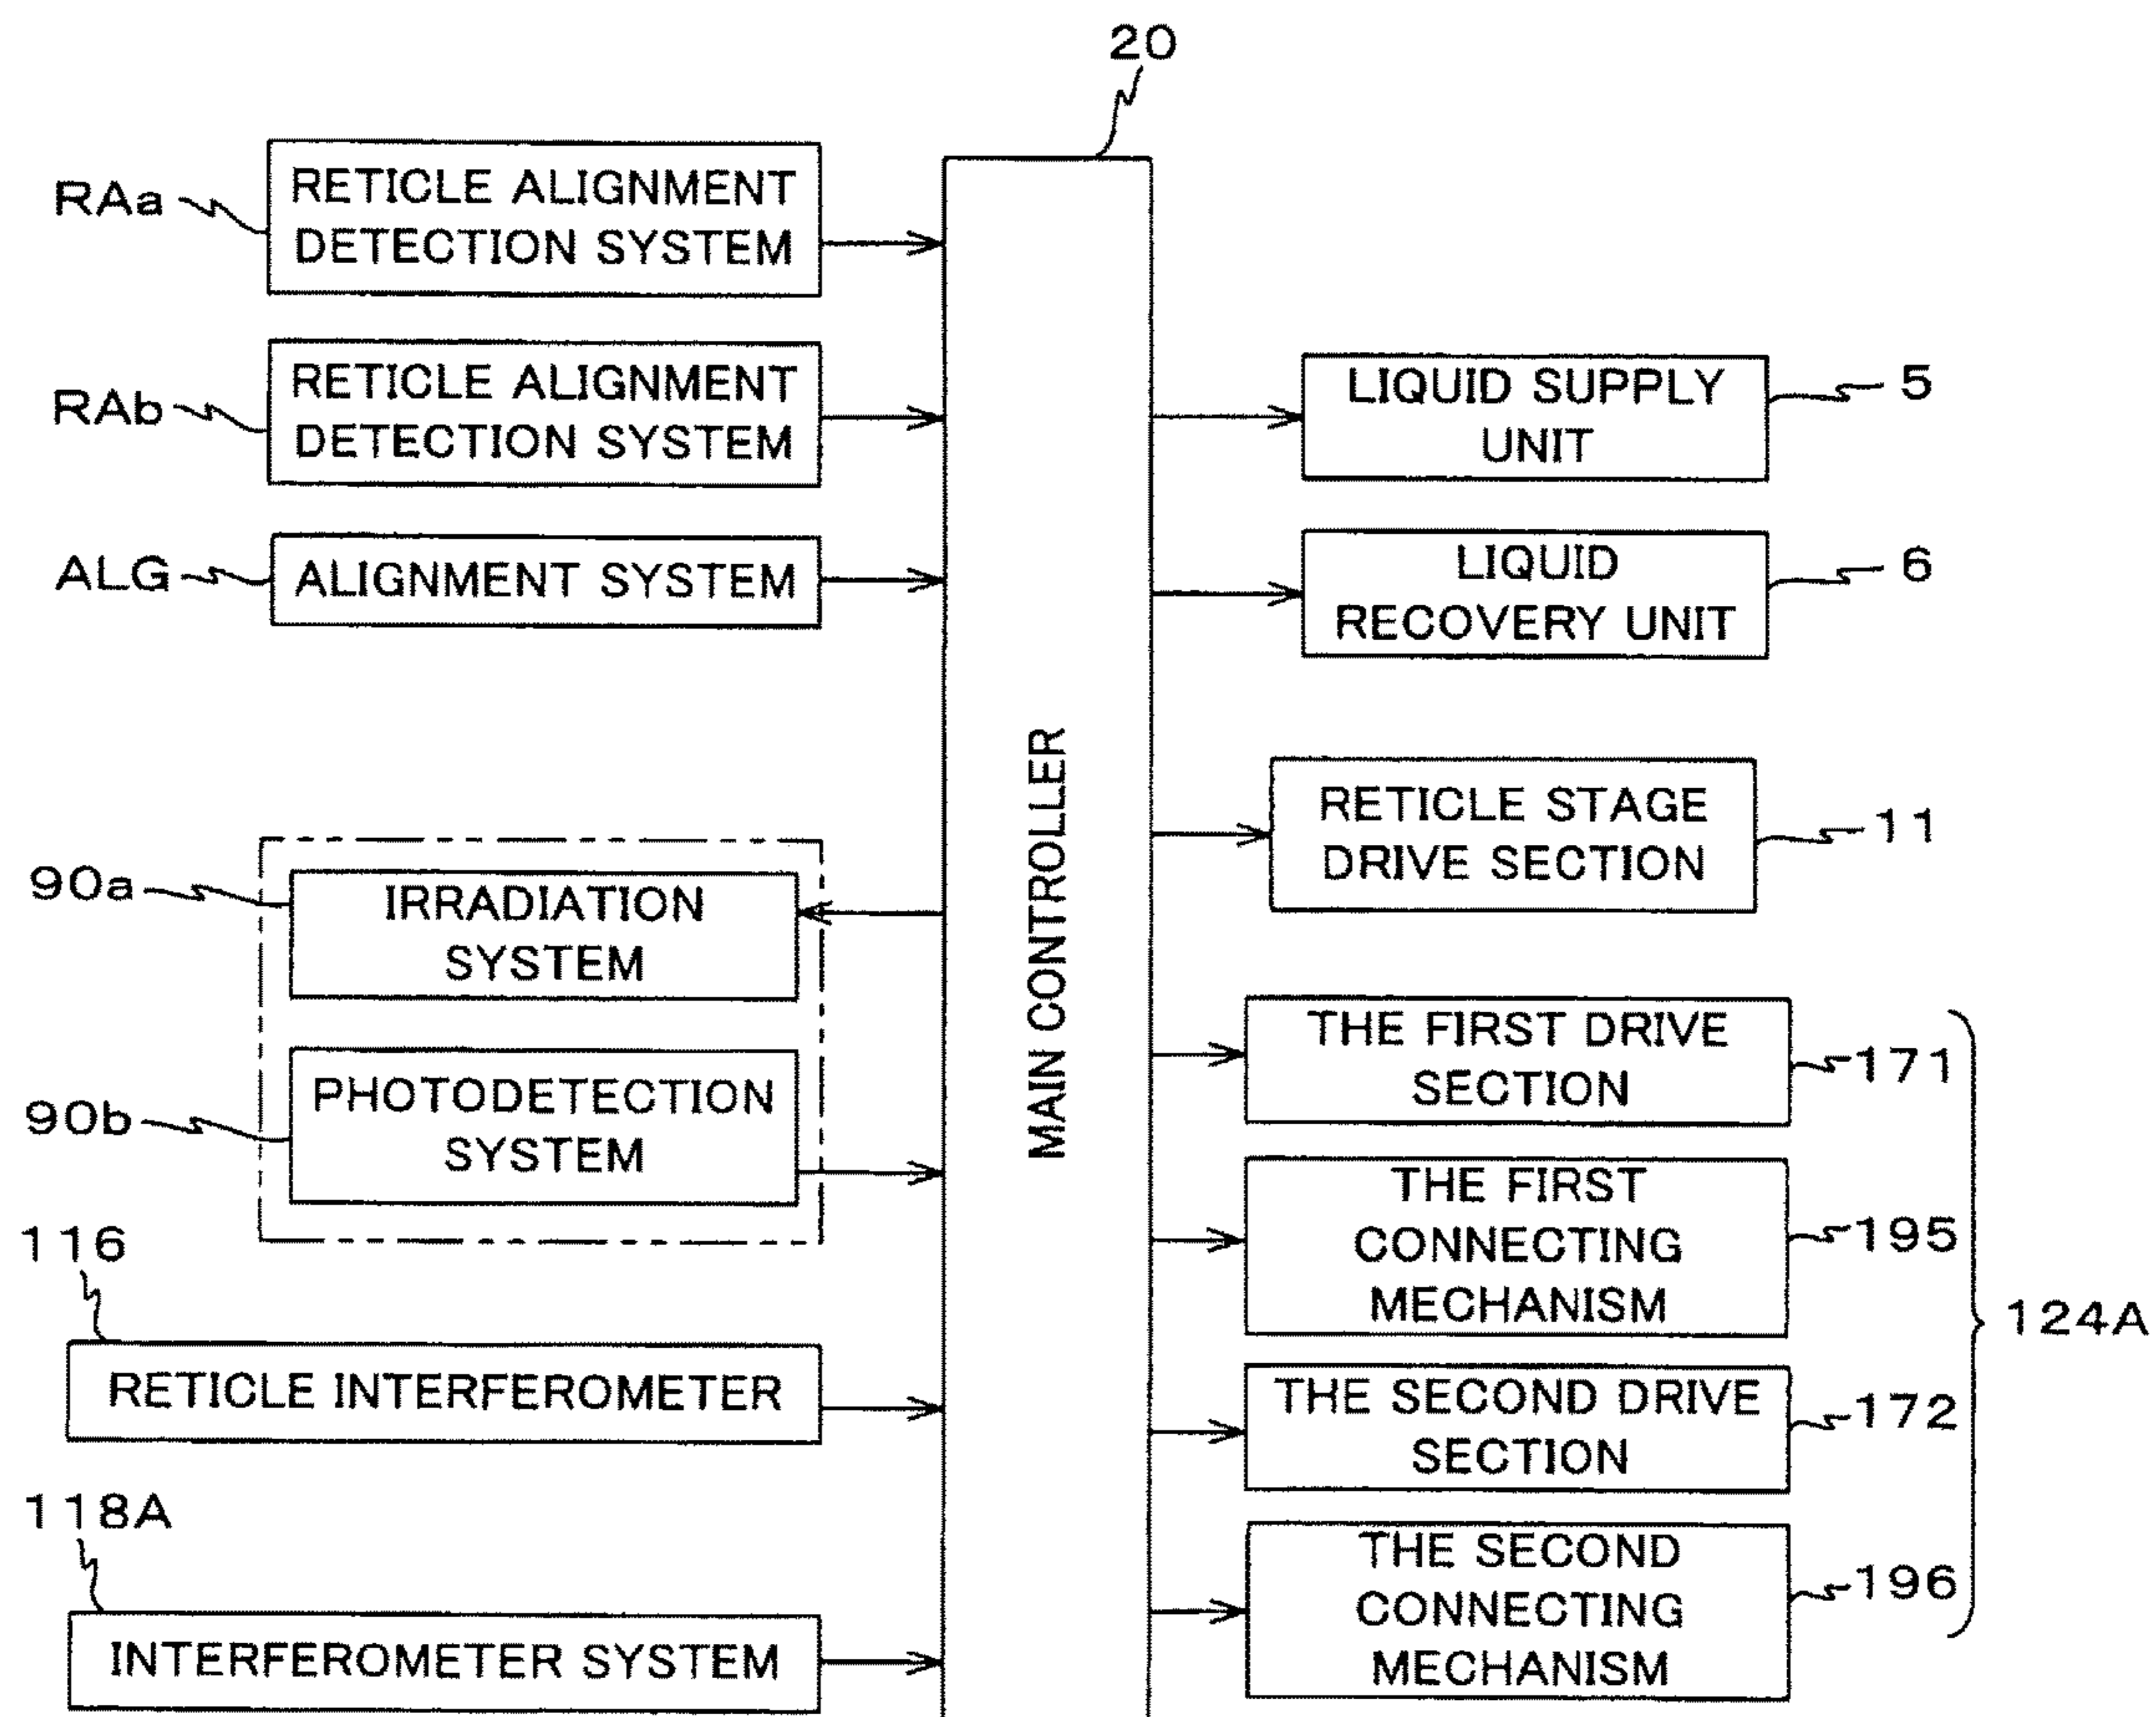 20
RAa
RETICLE ALIGNMENT
DETECTION SYSTEM
RAb
RETICLE ALIGNMENT
DETECTION SYSTEM
ALG
ALIGNMENT SYSTEM
90a
IRRADIATION
SYSTEM
90b
PHOTODETECTION
SYSTEM
116
RETICLE INTERFEROMETER
118A
INTERFEROMETER SYSTEM
MAIN CONTROLLER
LIQUID SUPPLY
UNIT
5
LIQUID
RECOVERY UNIT
6
RETICLE STAGE
DRIVE SECTION
11
THE FIRST DRIVE
SECTION
171
THE FIRST
CONNECTING
MECHANISM
195
THE SECOND DRIVE
SECTION
172
THE SECOND
CONNECTING
MECHANISM
196
124A